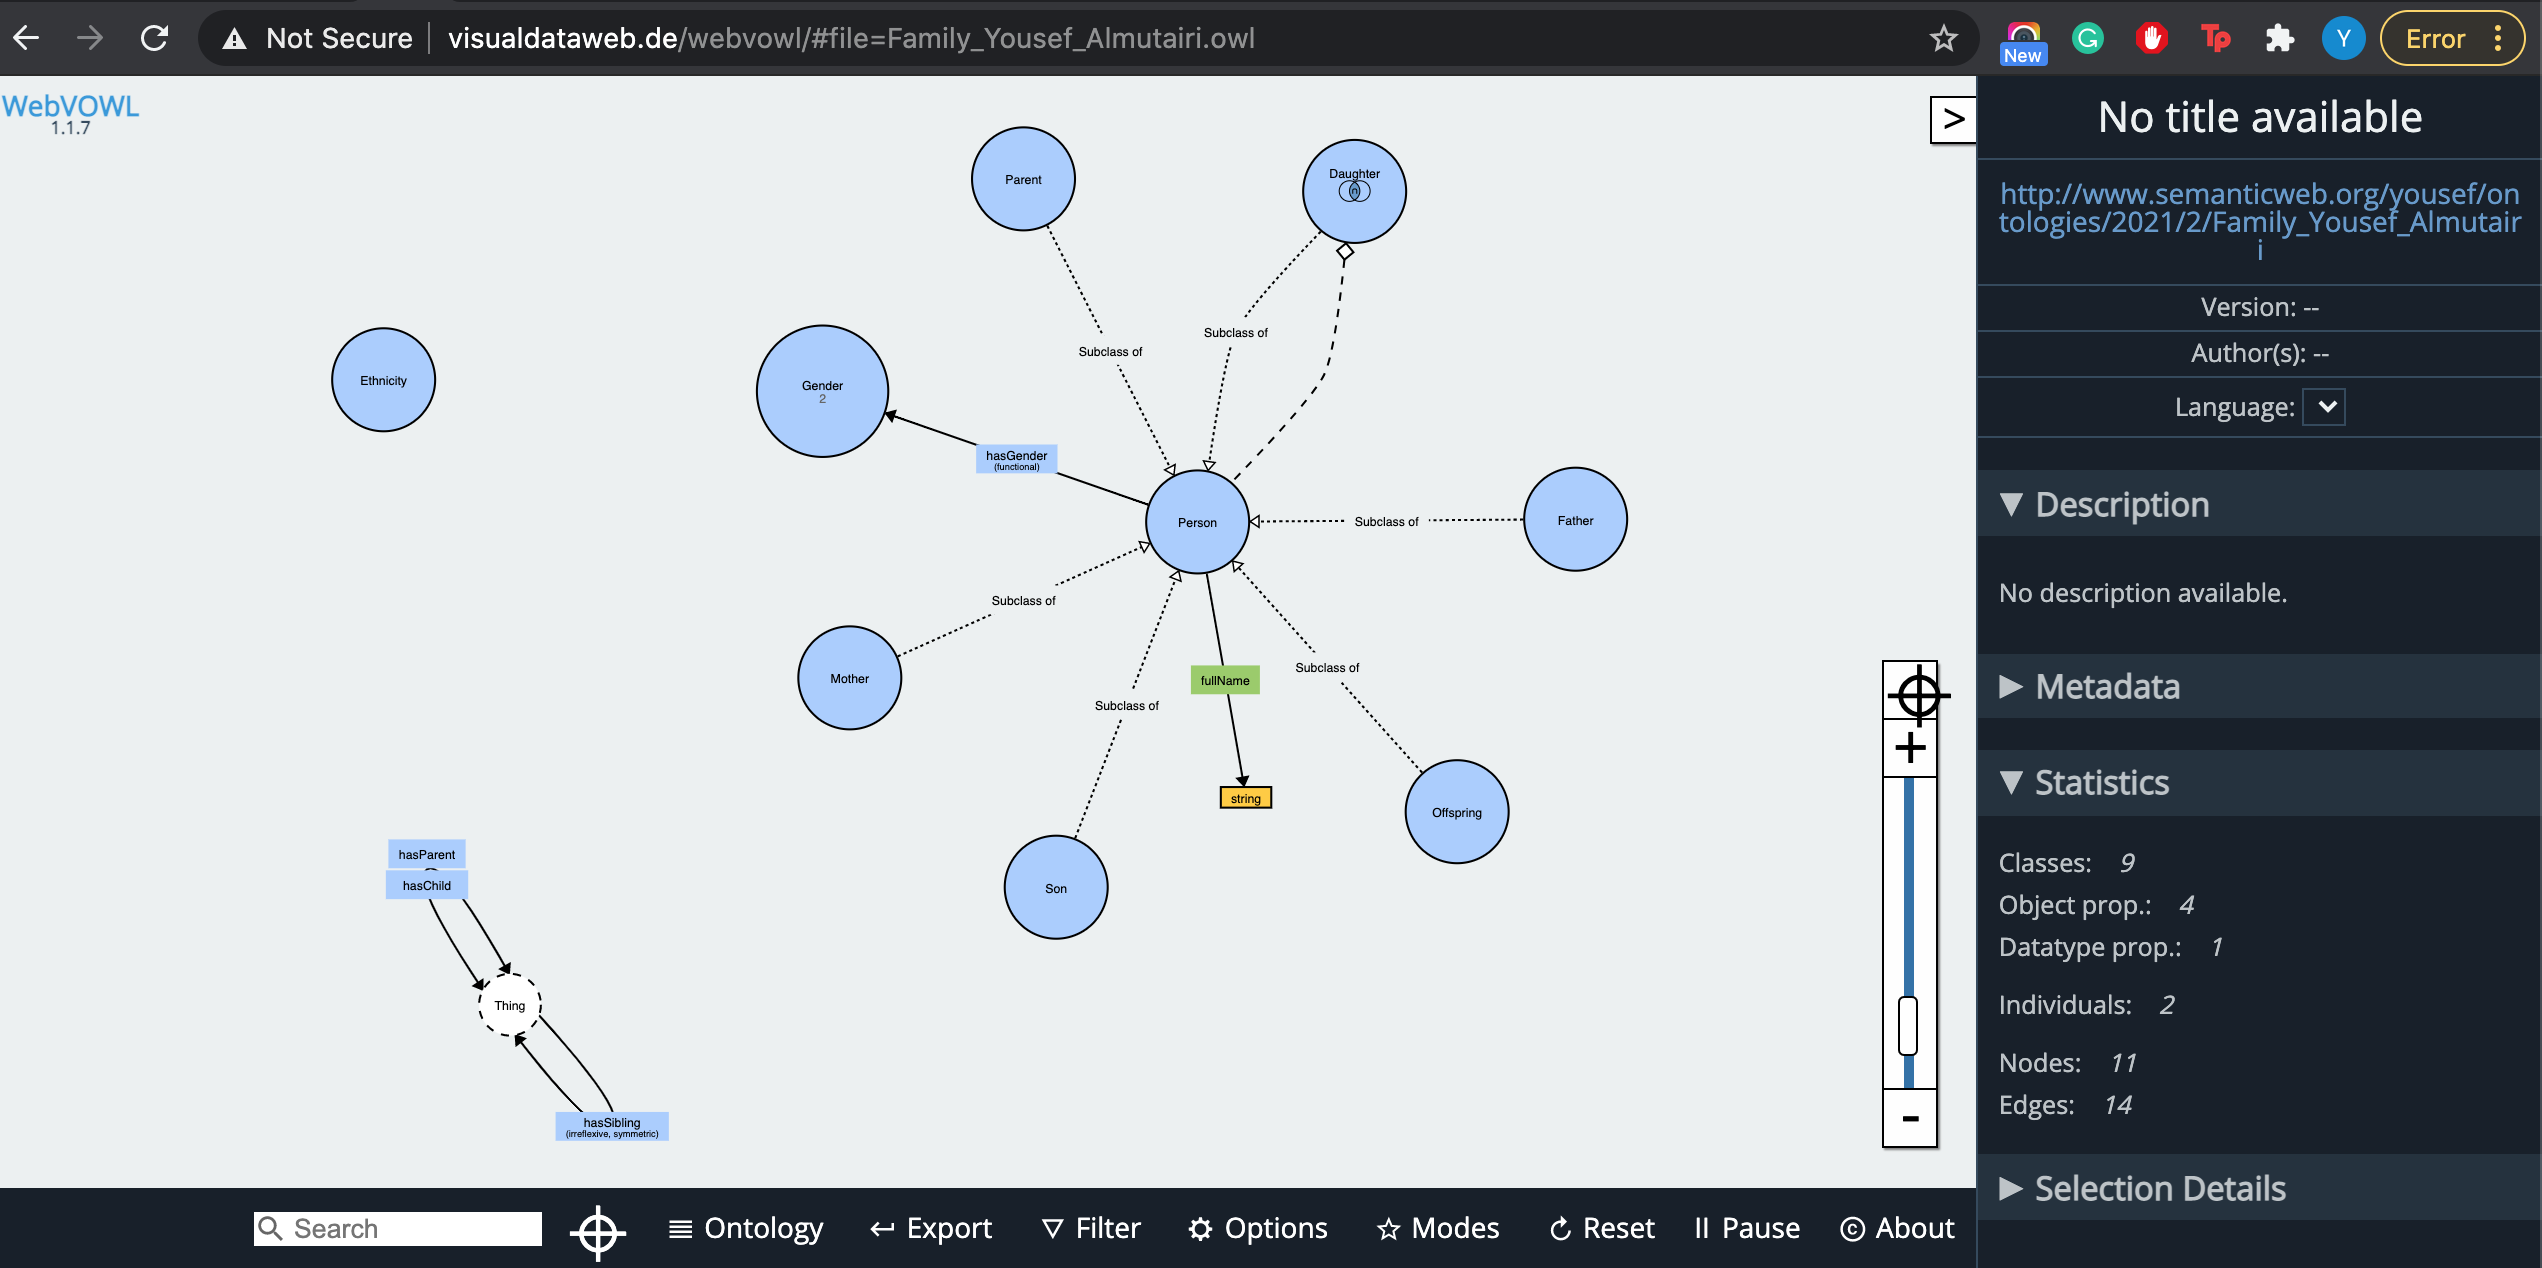 Not Secure
visualdataweb.de/webvowl/#file=Family_Yousef_Almutairi.owl
New
G
Tp
Y
Error
WebVOWL
1.1.7
>
Parent
Daughter
Subclass of
Subclass of
Ethnicity
Gender
2
hasGender
(functional)
Person
Subclass of
Father
Subclass of
Mother
Subclass of
fullName
Subclass of
string
Offspring
Son
hasParent
hasChild
Thing
hasSibling
(irreflexive, symmetric)
+
-
No title available
http://www.semanticweb.org/yousef/on
tologies/2021/2/Family_Yousef_Almutair
i
Version: --
Author(s): --
Language:
Description
No description available.
Metadata
Statistics
Classes: 9
Object prop.: 4
Datatype prop.: 1
Individuals: 2
Nodes: 11
Edges: 14
Selection Details
Search
Ontology
Export
Filter
Options
Modes
Reset
Pause
About